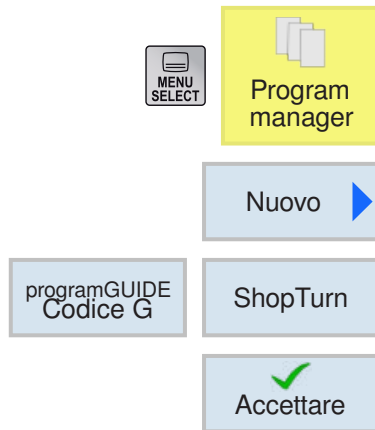 MENU
SELECT
Program
manager
Nuovo
programGUIDE
Codice G
ShopTurn
Accettare